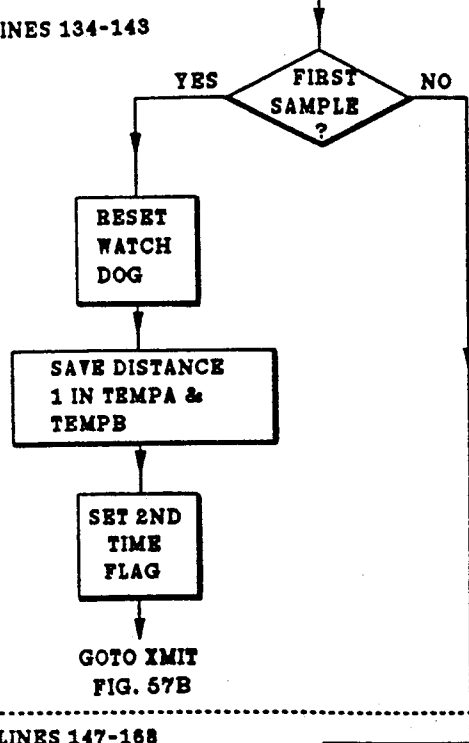 INES 134-143
YES
FIRST
SAMPLE
?
NO
RESET
WATCH
DOG
SAVE DISTANCE
1 IN TEMPA &
TEMPB
SET 2ND
TIME
FLAG
GOTO XMIT
FIG. 57B
LINES 147-168